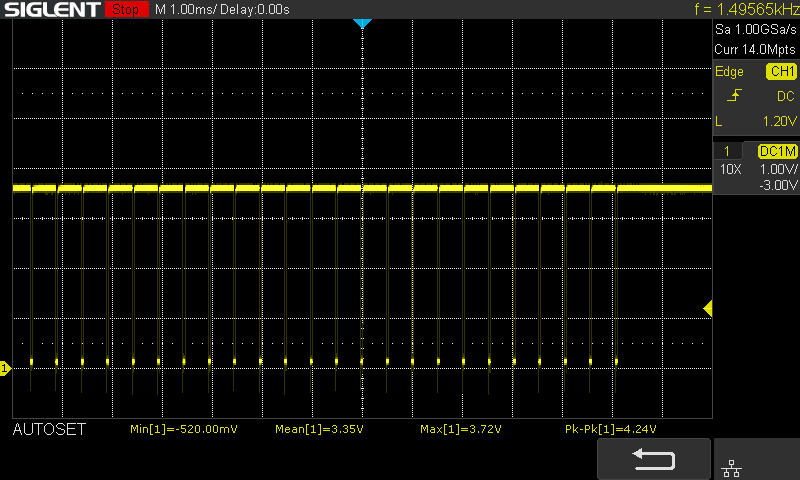 SIGLENT Stop M 1.00ms/ Delay:0.00s f = 1.49565kHz
Sa 1.00GSa/s
Curr 14.0Mpts
Edge CH1
DC
L 1.20V
1 DC1M
10X 1.00V/
-3.00V
1
AUTOSET Min[1]=-520.00mV Mean[1]=3.35V Max[1]=3.72V Pk-Pk[1]=4.24V